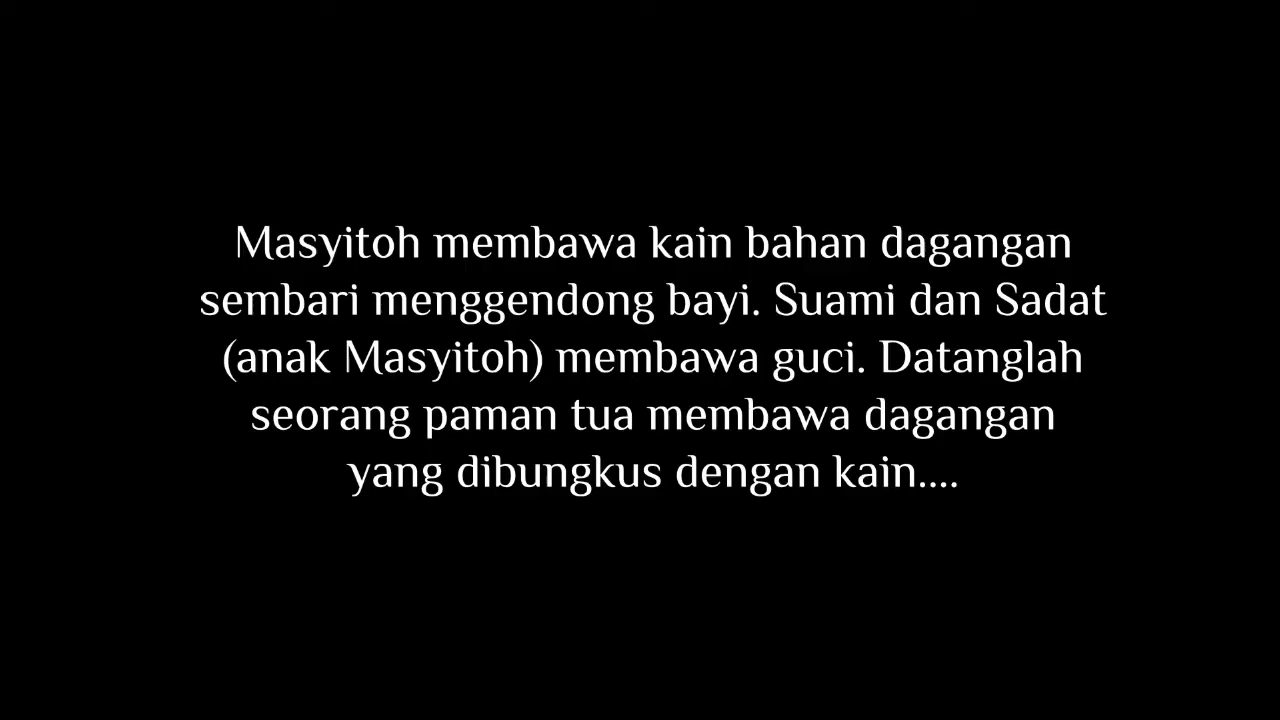 Masyitoh membawa kain bahan dagangan
sembari menggendong bayi. Suami dan Sadat
(anak Masyitoh) membawa guci. Datanglah
seorang paman tua membawa dagangan
yang dibungkus dengan kain....